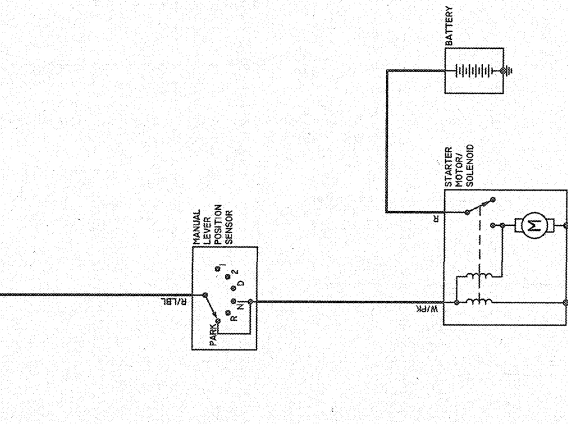 BATTERY
STARTER
MOTOR/
SOLENOID
MANUAL
LEVER
POSITION
SENSOR
R
M
R/LBL
1
2
D
N
R
PARK
W/PK